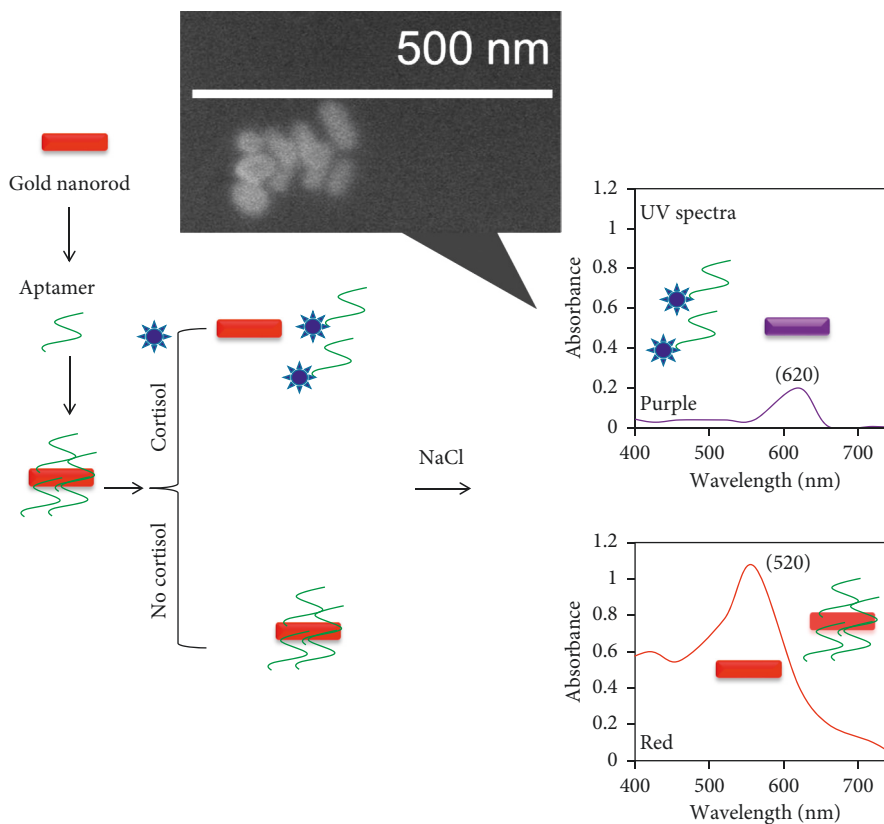 500 nm
Gold nanorod
Aptamer
Cortisol
No cortisol
NaCl
1.2
1
0.8
0.6
0.4
0.2
0
Absorbance
UV spectra
(620)
Purple
400
500
600
700
Wavelength (nm)
1.2
1
0.8
0.6
0.4
0.2
0
Absorbance
(520)
Red
400
500
600
700
Wavelength (nm)